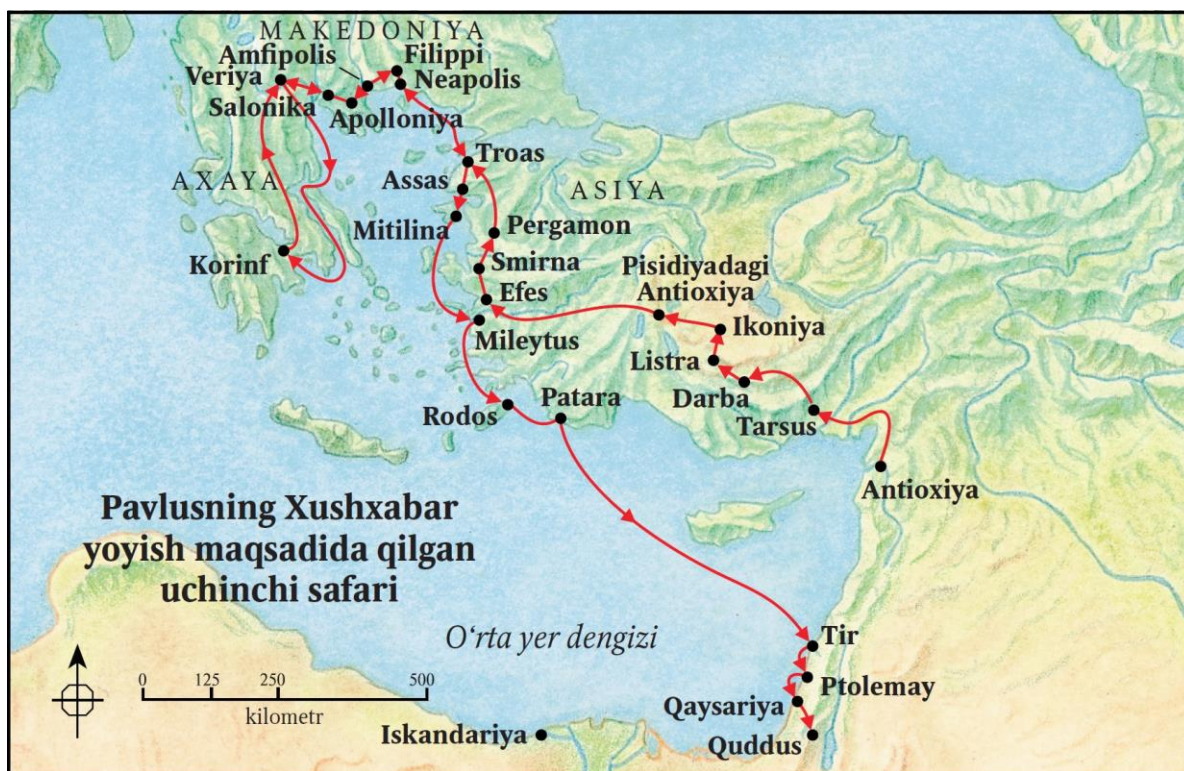 MAKEDONIYA
Amfipolis
Filippi
Veriya
Neapolis
Salonika
Apolloniya
Troas
AXAYA
Assas
ASIYA
Mitilina
Pergamon
Korinf
Smirna
Pisidiyadagi
Antioxiya
Efes
Ikoniya
Mileytus
Listra
Patara
Darba
Rodos
Tarsus
Antioxiya
Pavlusning Xushxabar
yoyish maqsadida qilgan
uchinchi safari
O‘rta yer dengizi
Tir
Ptolemay
0 125 250 500
kilometr
Qaysariya
Iskandariya
Quddus